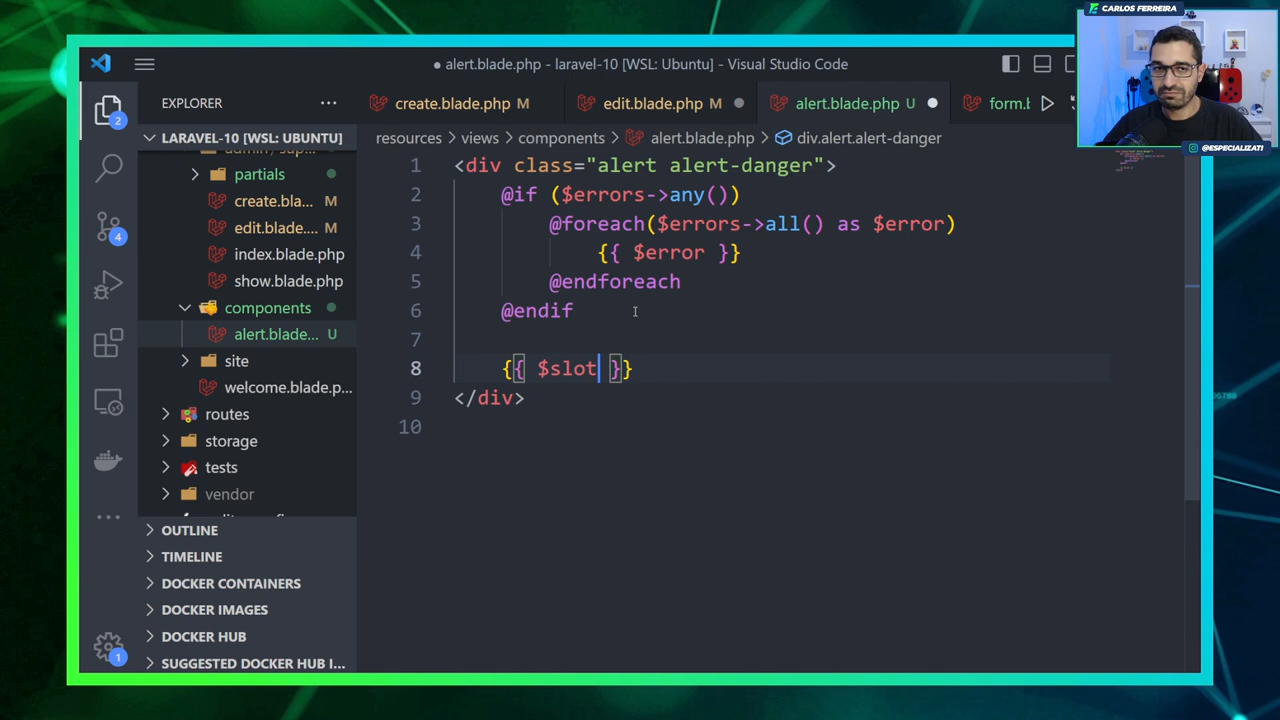 CARLOS FERREIRA
@ESPECIALIZATI
● alert.blade.php - laravel-10 [WSL: Ubuntu] - Visual Studio Code
EXPLORER
LARAVEL-10 [WSL: UBUNTU]
partials
create.bla... M
edit.blade.... M
index.blade.php
show.blade.php
components
alert.blade... U
site
welcome.blade.p...
routes
storage
tests
vendor
OUTLINE
TIMELINE
DOCKER CONTAINERS
DOCKER IMAGES
DOCKER HUB
SUGGESTED DOCKER HUB I...
2
4
1
create.blade.php M
edit.blade.php M
alert.blade.php U
form.b
resources > views > components > alert.blade.php > div.alert.alert-danger
1 <div class="alert alert-danger">
2 @if ($errors->any())
3 @foreach($errors->all() as $error)
4 {{ $error }}
5 @endforeach
6 @endif
7
8 {{ $slot }}
9 </div>
10